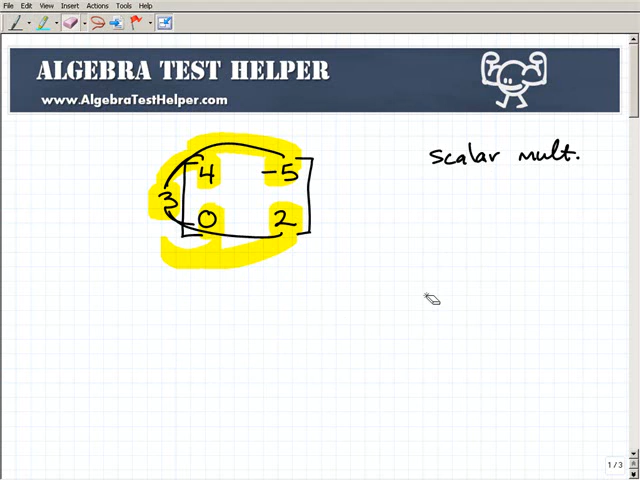 File Edit View Insert Actions Tools Help
ALGEBRA TEST HELPER
www.AlgebraTestHelper.com
scalar mult.
4 -5
3
0 2
1 / 3